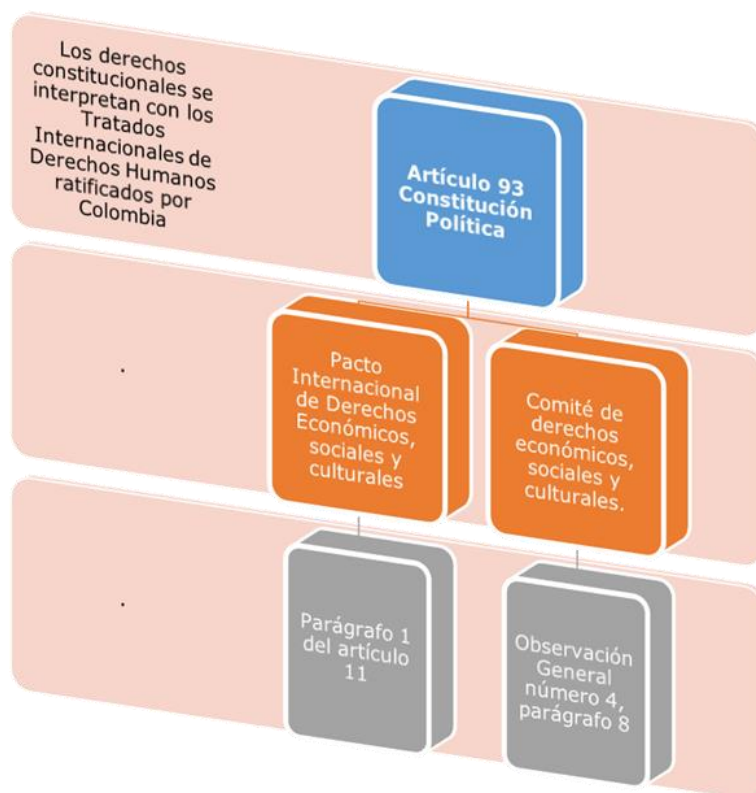 Los derechos
constitucionales se
interpretan con los
Tratados
Internacionales de
Derechos Humanos
ratificados por
Colombia
Artículo 93
Constitución
Política
.
Pacto
Internacional
de Derechos
Económicos,
sociales y
culturales
Comité de
derechos
económicos,
sociales y
culturales.
.
Parágrafo 1
del artículo
11
Observación
General
número 4,
parágrafo 8